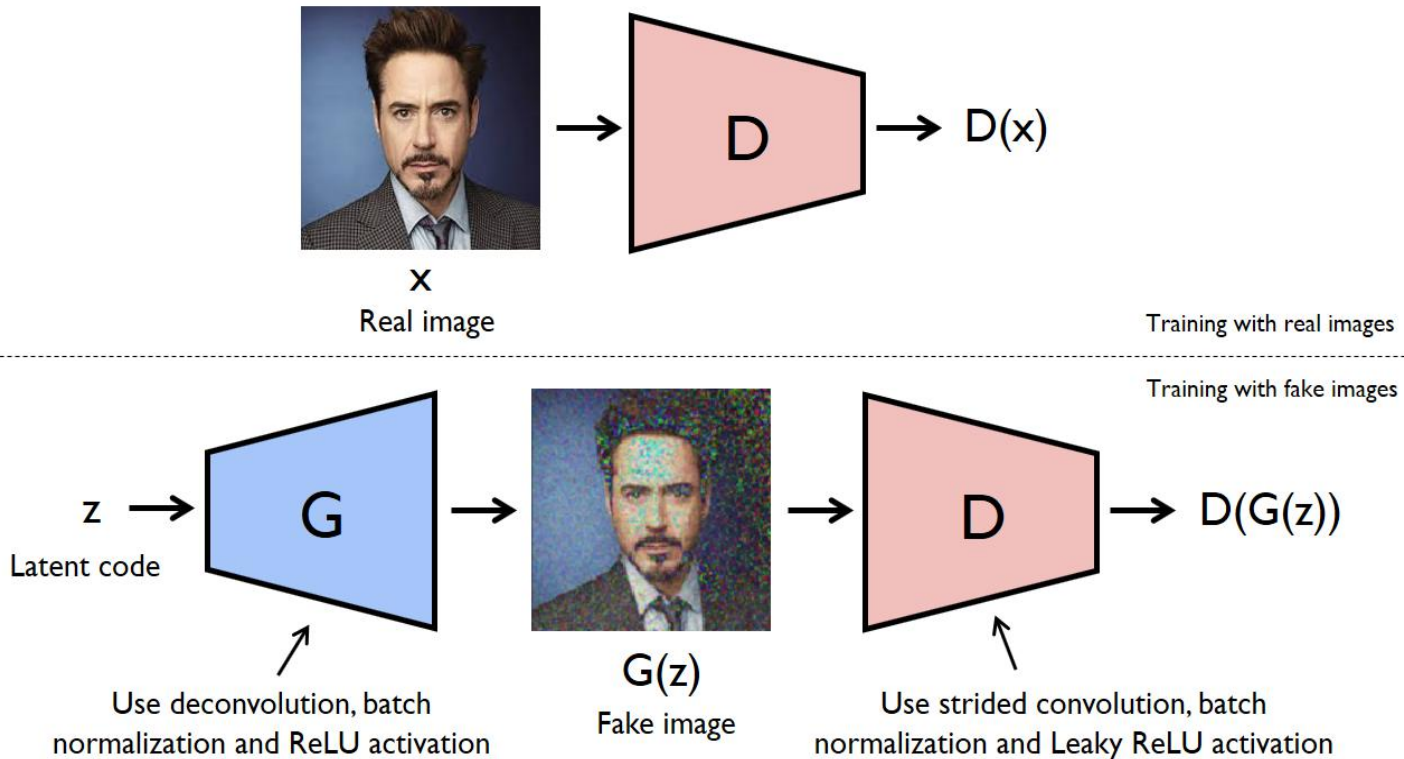 D
D(x)
x
Real image
Training with real images
Training with fake images
z
Latent code
G
G(z)
Fake image
D
D(G(z))
Use deconvolution, batch
normalization and ReLU activation
Use strided convolution, batch
normalization and Leaky ReLU activation